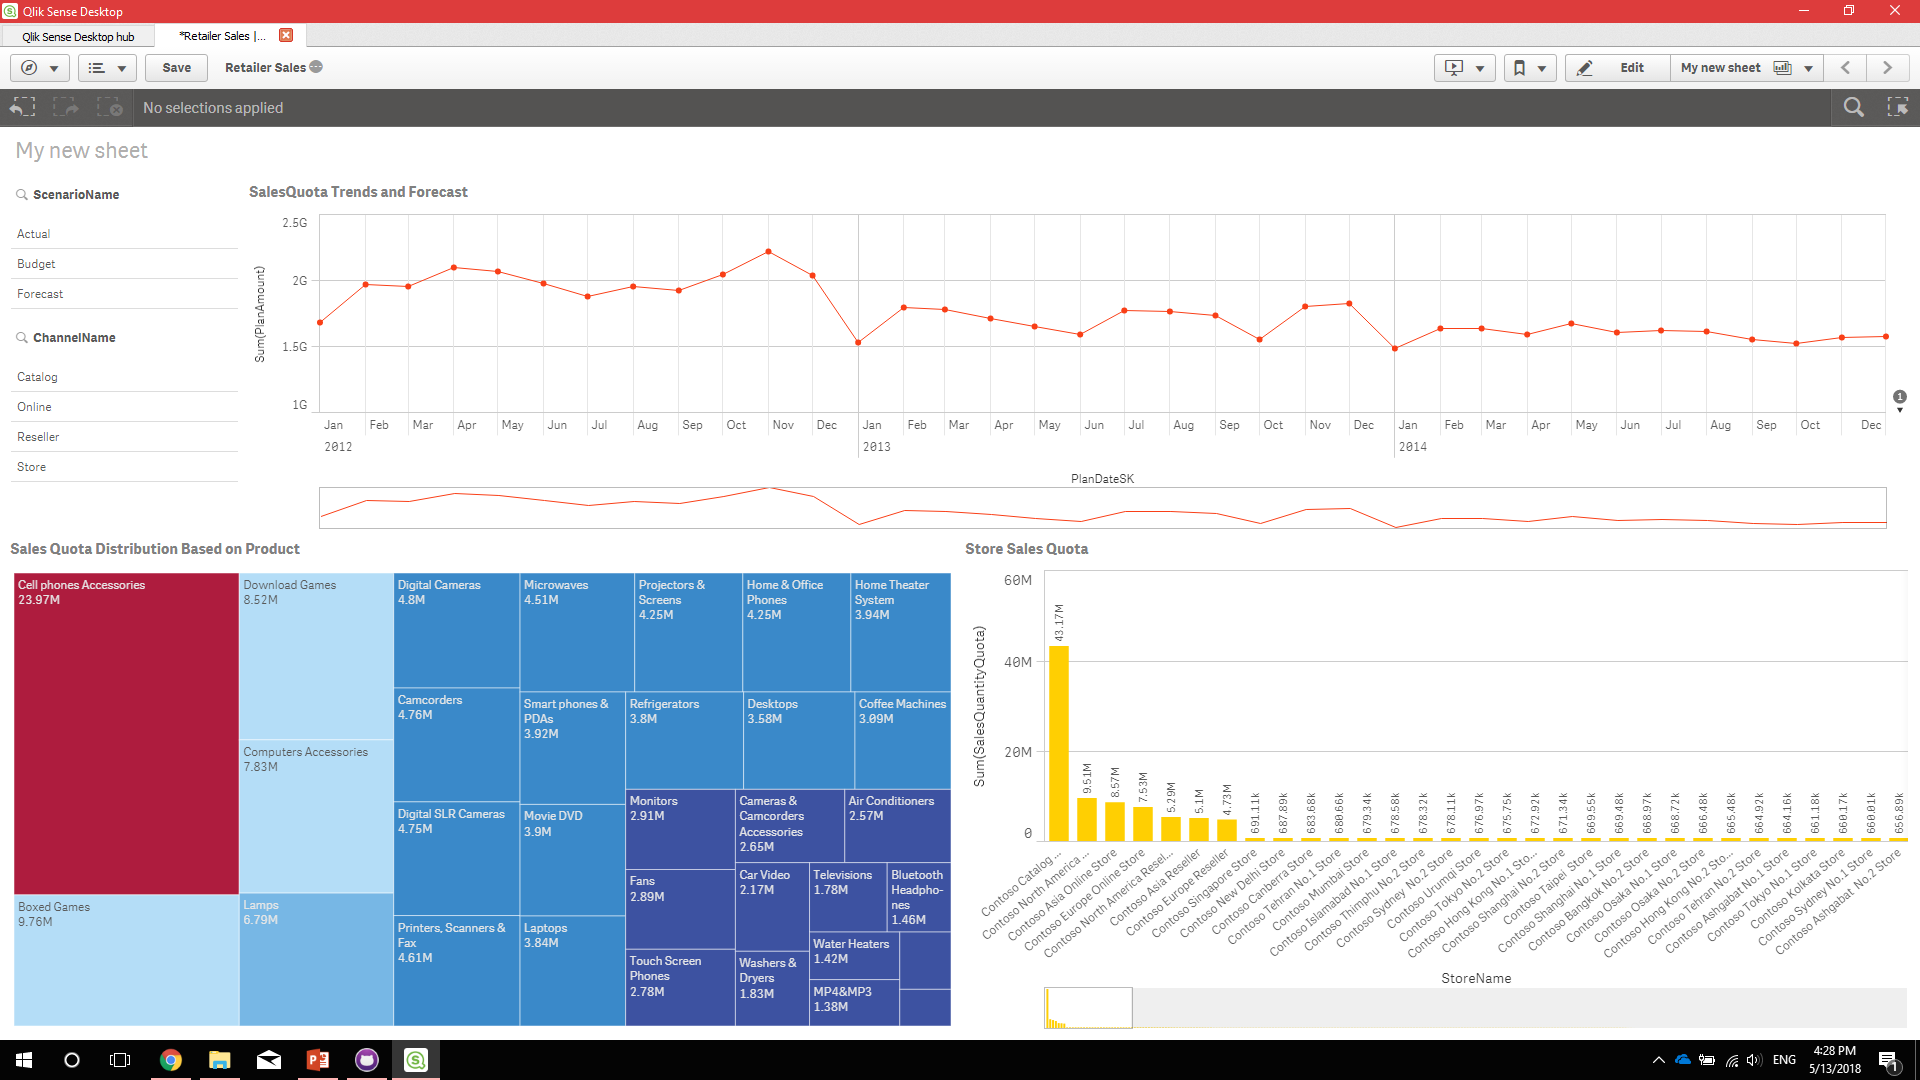 Qlik Sense Desktop
Qlik Sense Desktop hub
*Retailer Sales |...
Save
Retailer Sales
Edit
My new sheet
No selections applied
My new sheet
ScenarioName
Actual
Budget
Forecast
ChannelName
Catalog
Online
Reseller
Store
SalesQuota Trends and Forecast
Sum(PlanAmount)
2.5G
2G
1.5G
1G
Jan Feb Mar Apr May Jun Jul Aug Sep Oct Nov Dec Jan Feb Mar Apr May Jun Jul Aug Sep Oct Nov Dec Jan Feb Mar Apr May Jun Jul Aug Sep Oct Dec
2012 2013 2014
1
PlanDateSK
Sales Quota Distribution Based on Product
Cell phones Accessories
23.97M
Boxed Games
9.76M
Download Games
8.52M
Computers Accessories
7.83M
Lamps
6.79M
Digital Cameras
4.8M
Camcorders
4.76M
Digital SLR Cameras
4.75M
Printers, Scanners &
Fax
4.61M
Microwaves
4.51M
Projectors &
Screens
4.25M
Home & Office
Phones
4.25M
Home Theater
System
3.94M
Smart phones &
PDAs
3.92M
Movie DVD
3.9M
Laptops
3.84M
Refrigerators
3.8M
Desktops
3.58M
Coffee Machines
3.09M
Monitors
2.91M
Fans
2.89M
Touch Screen
Phones
2.78M
Cameras &
Camcorders
Accessories
2.65M
Air Conditioners
2.57M
Car Video
2.17M
Washers &
Dryers
1.83M
Televisions
1.78M
Bluetooth
Headpho-
nes
1.46M
Water Heaters
1.42M
MP4&MP3
1.38M
Store Sales Quota
Sum(SalesQuantityQuota)
60M
40M
20M
0
43.17M
9.51M
8.57M
7.53M
5.29M
5.1M
4.73M
691.11k
687.89k
683.68k
680.66k
679.34k
678.58k
678.32k
678.11k
676.97k
675.75k
672.92k
671.34k
669.55k
669.48k
668.97k
668.72k
666.48k
665.48k
664.92k
664.16k
661.18k
660.17k
660.01k
656.89k
Contoso Catalog ...
Contoso North America ...
Contoso Asia Online Store
Contoso Europe Online Store
Contoso North America Resel...
Contoso Asia Reseller
Contoso Europe Reseller
Contoso Singapore Store
Contoso New Delhi Store
Contoso Canberra Store
Contoso Tehran No.1 Store
Contoso Mumbai Store
Contoso Islamabad No.1 Store
Contoso Thimphu No.2 Store
Contoso Sydney No.2 Store
Contoso Urumqi Store
Contoso Tokyo No.2 Store
Contoso Hong Kong No.1 Sto...
Contoso Shanghai No.2 Store
Contoso Taipei Store
Contoso Shanghai No.1 Store
Contoso Bangkok No.2 Store
Contoso Osaka No.1 Store
Contoso Osaka No.2 Store
Contoso Hong Kong No.2 Sto...
Contoso Tehran No.2 Store
Contoso Ashgabat No.1 Store
Contoso Tokyo No.1 Store
Contoso Kolkata Store
Contoso Sydney No.1 Store
Contoso Ashgabat No.2 Store
StoreName
ENG
4:28 PM
5/13/2018
1